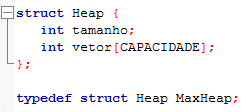 struct Heap {
int tamanho;
int vetor[CAPACIDADE];
};
typedef struct Heap MaxHeap;